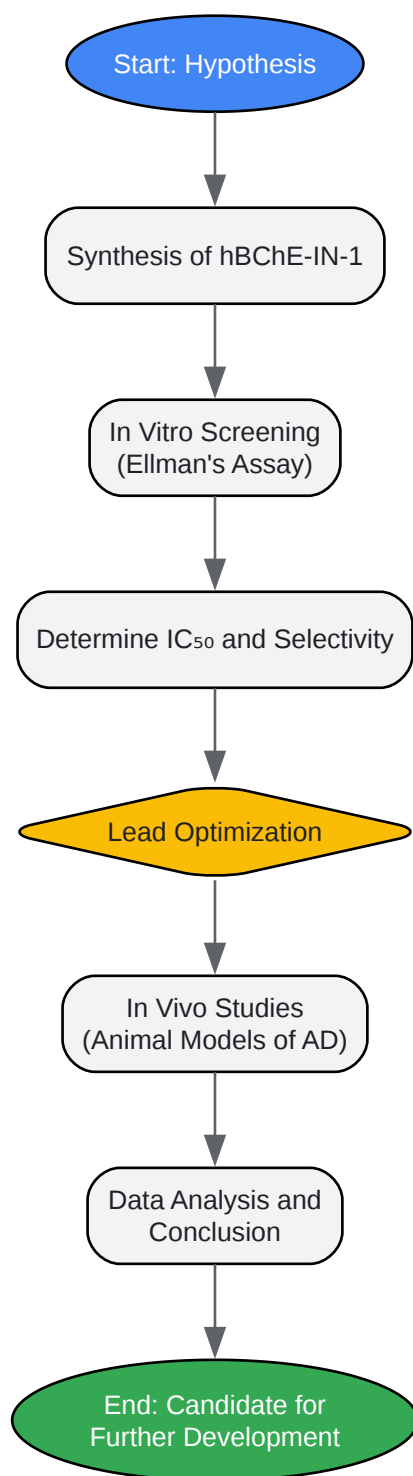 Start: Hypothesis
Synthesis of hBChE-IN-1
In Vitro Screening
(Ellman's Assay)
Determine IC₅₀ and Selectivity
Lead Optimization
In Vivo Studies
(Animal Models of AD)
Data Analysis and
Conclusion
End: Candidate for
Further Development